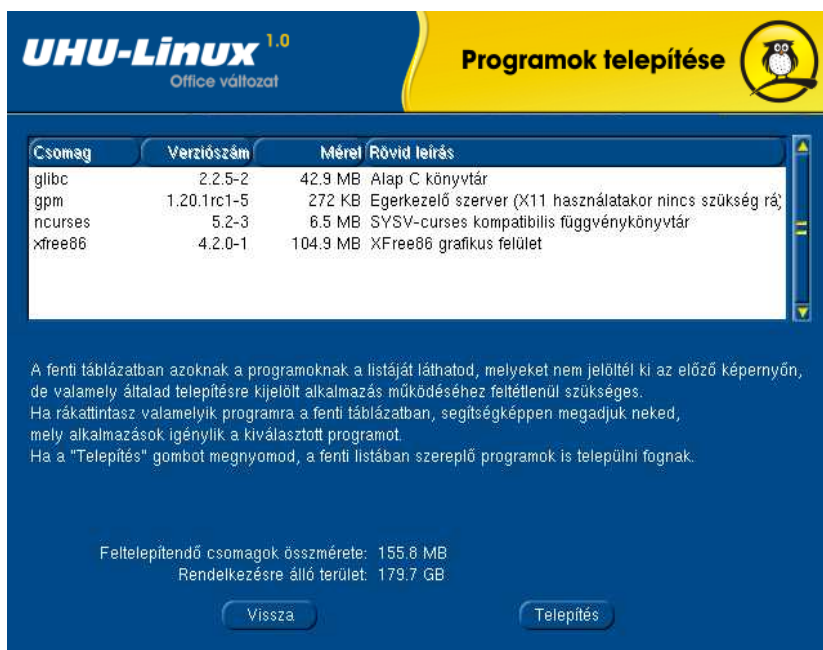 UHU-Linux 1.0
Office változat
Programok telepítése
Csomag Verziószám Méret Rövid leírás
glibc 2.2.5-2 42.9 MB Alap C könyvtár
gpm 1.20.1rc1-5 272 KB Egerkezelő szerver (X11 használatakor nincs szükség rá)
ncurses 5.2-3 6.5 MB SYSV-curses kompatibilis függvénykönyvtár
xfree86 4.2.0-1 104.9 MB XFree86 grafikus felület
A fenti táblázatban azoknak a programoknak a listáját láthatod, melyeket nem jelöltél ki az előző képernyőn,
de valamely általad telepítésre kijelölt alkalmazás működéséhez feltétlenül szükséges.
Ha rákattintasz valamelyik programra a fenti táblázatban, segítségképpen megadjuk neked,
mely alkalmazások igénylik a kiválasztott programot.
Ha a "Telepítés" gombot megnyomod, a fenti listában szereplő programok is települni fognak.
Feltelepítendő csomagok összmérete: 155.8 MB
Rendelkezésre álló terület: 179.7 GB
Vissza Telepítés